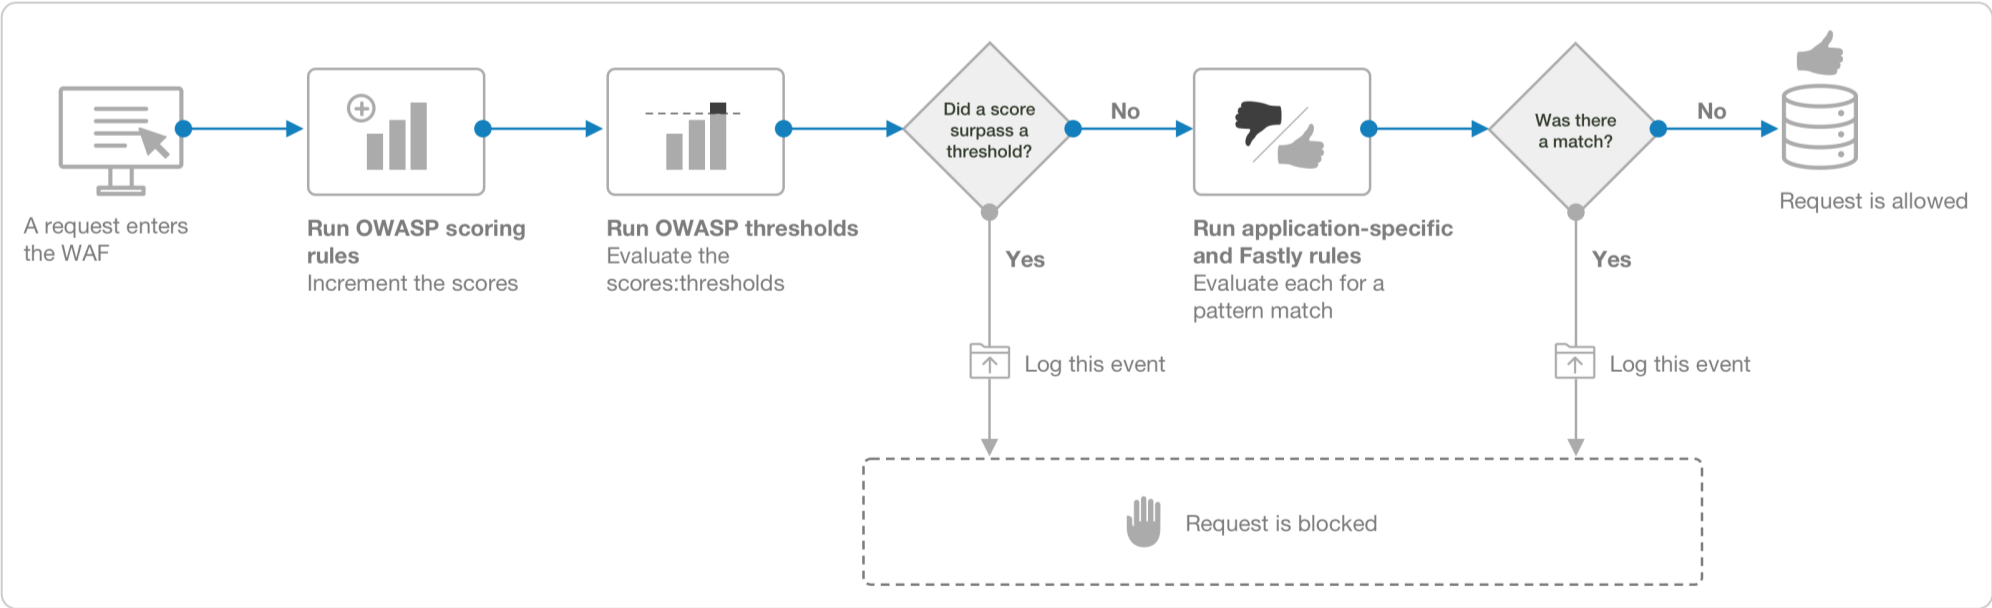 A request enters
the WAF
Run OWASP scoring
rules
Increment the scores
Run OWASP thresholds
Evaluate the
scores:thresholds
Did a score
surpass a
threshold?
No
Yes
Log this event
Run application-specific
and Fastly rules
Evaluate each for a
pattern match
Was there
a match?
No
Yes
Log this event
Request is allowed
Request is blocked